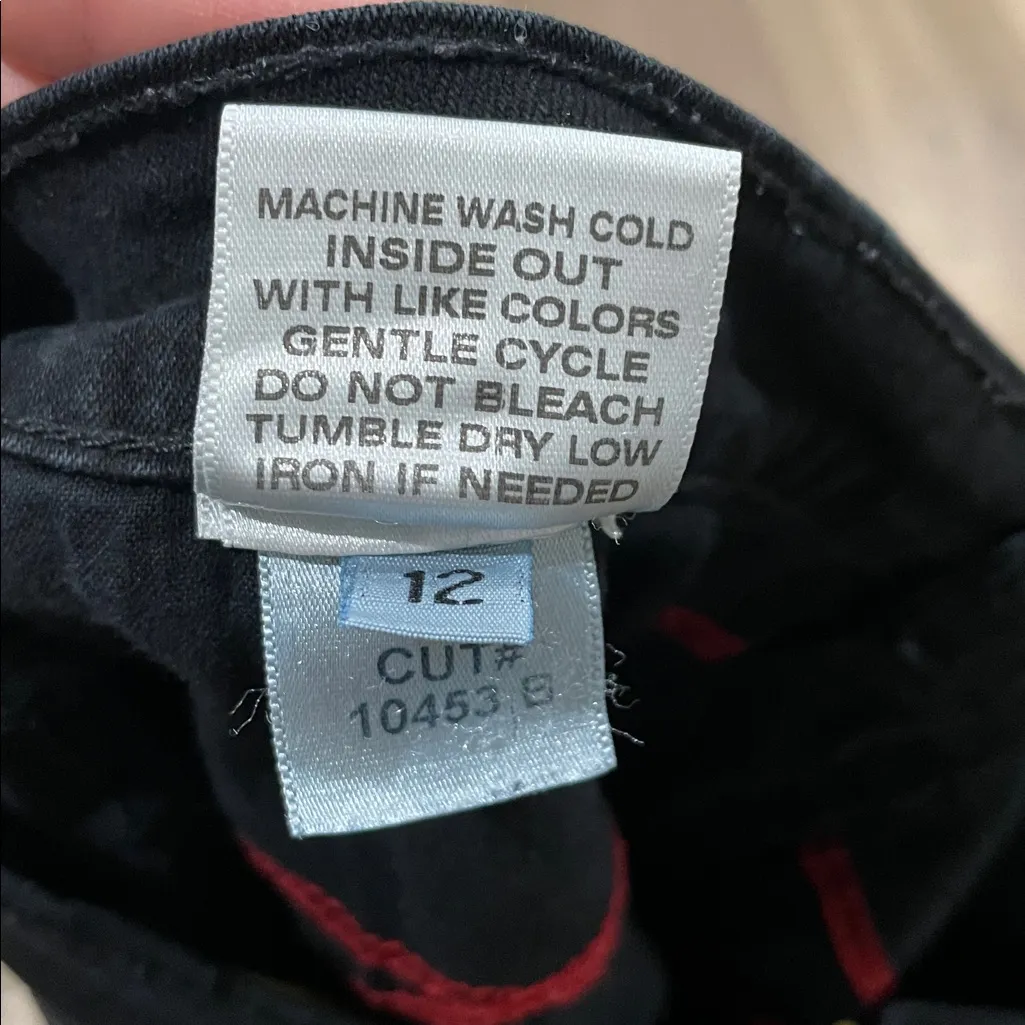 MACHINE WASH COLD
INSIDE OUT
WITH LIKE COLORS
GENTLE CYCLE
DO NOT BLEACH
TUMBLE DRY LOW
IRON IF NEEDED
12
CUT#
10453